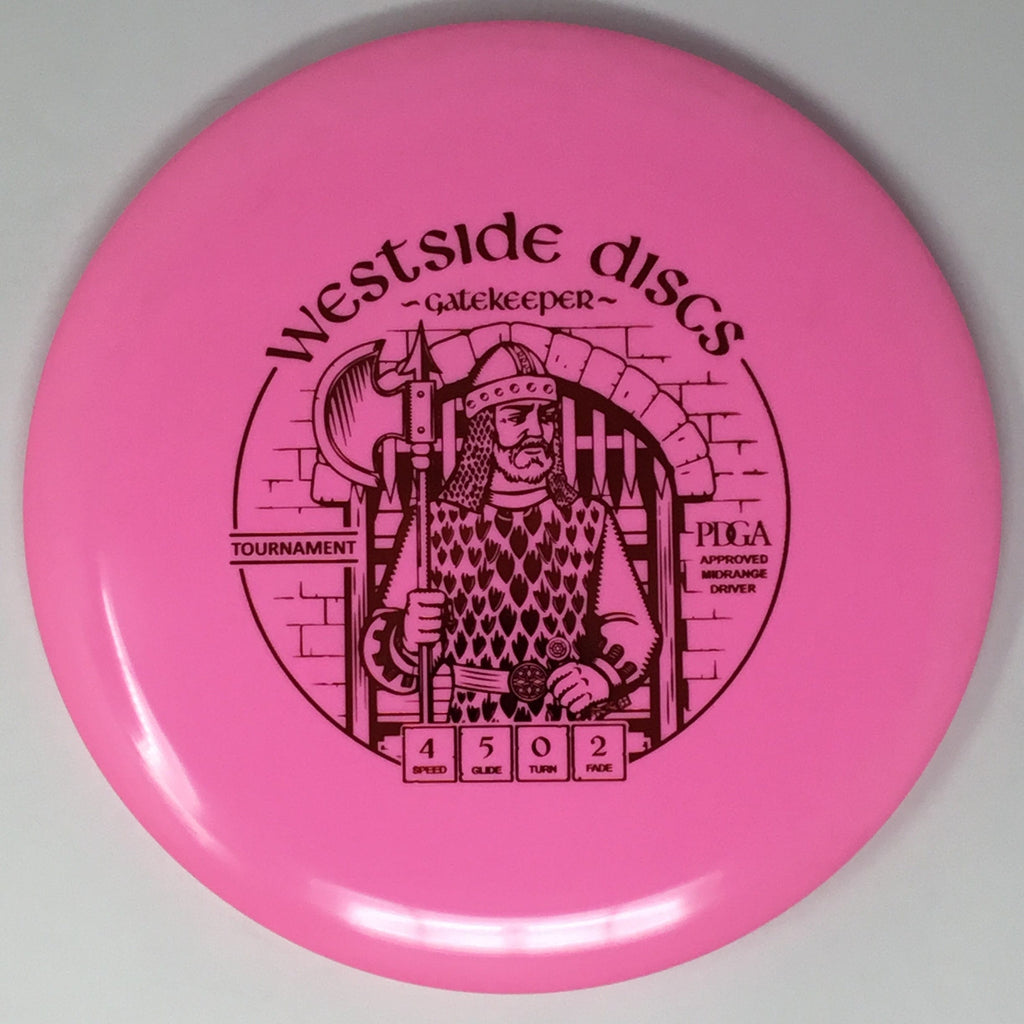 Westside Discs
~Gatekeeper~
TOURNAMENT
PDGA
APPROVED
MIDRANGE
DRIVER
4 5 0 2
SPEED GLIDE TURN FADE